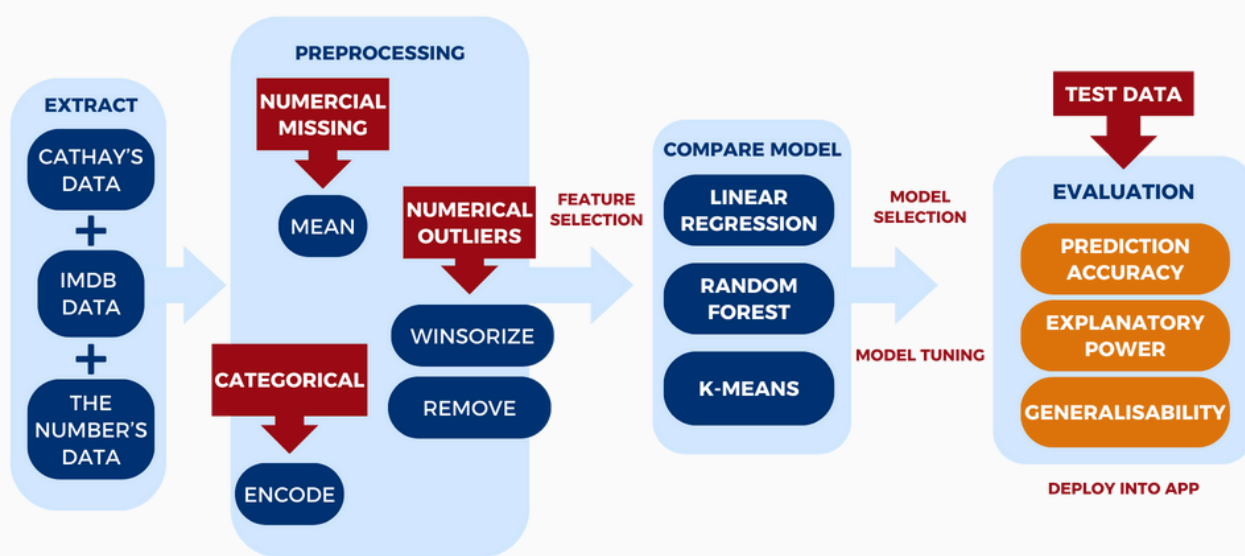 EXTRACT
CATHAY'S
DATA
+
IMDB
DATA
+
THE
NUMBER'S
DATA
PREPROCESSING
NUMERCIAL
MISSING
MEAN
NUMERICAL
OUTLIERS
WINSORIZE
REMOVE
CATEGORICAL
ENCODE
FEATURE
SELECTION
COMPARE MODEL
LINEAR
REGRESSION
RANDOM
FOREST
K-MEANS
MODEL
SELECTION
MODEL TUNING
TEST DATA
EVALUATION
PREDICTION
ACCURACY
EXPLANATORY
POWER
GENERALISABILITY
DEPLOY INTO APP